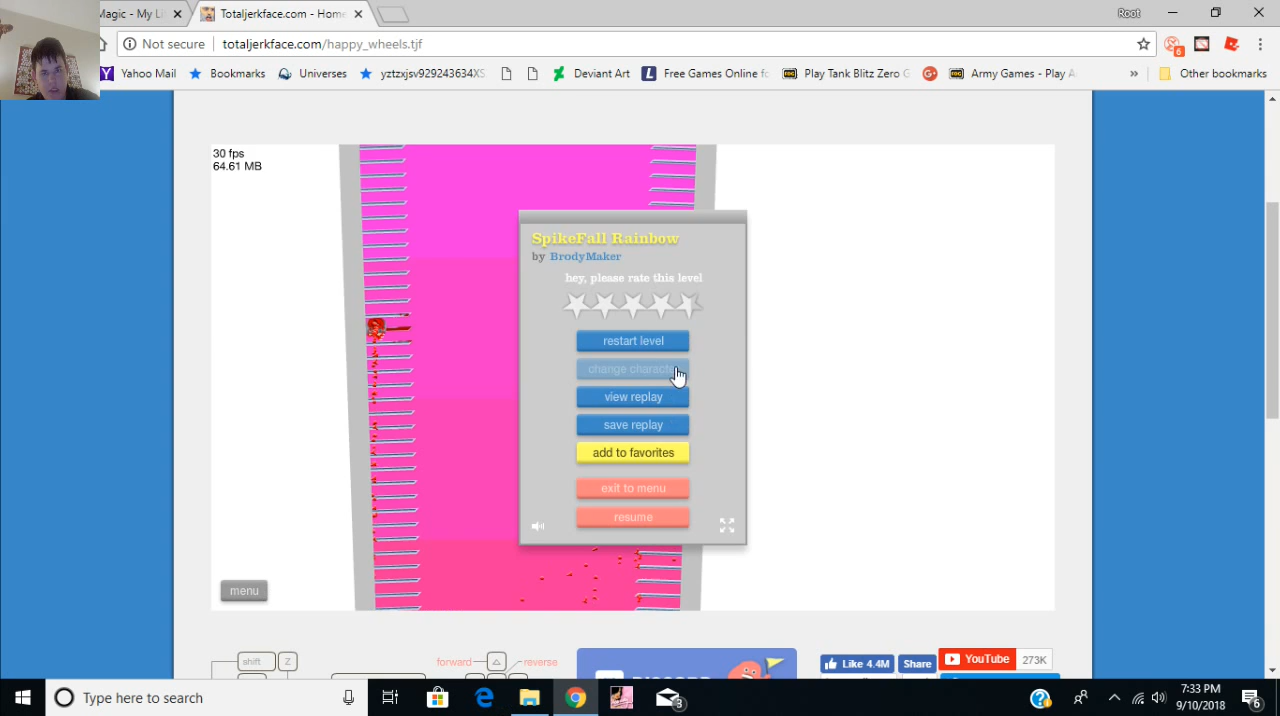 Magic - My Li
Totaljerkface.com - Home
Root
Not secure
totaljerkface.com/happy_wheels.tjf
6
Yahoo Mail
Bookmarks
Universes
yztzxjsv929243634XS
Deviant Art
Free Games Online fo
Play Tank Blitz Zero G
Army Games - Play A
»
Other bookmarks
30 fps
64.61 MB
SpikeFall Rainbow
by BrodyMaker
hey, please rate this level
restart level
change character
view replay
save replay
add to favorites
exit to menu
resume
menu
shift
Z
forward
reverse
Like 4.4M
Share
YouTube
273K
Type here to search
3
7:33 PM
9/10/2018
6